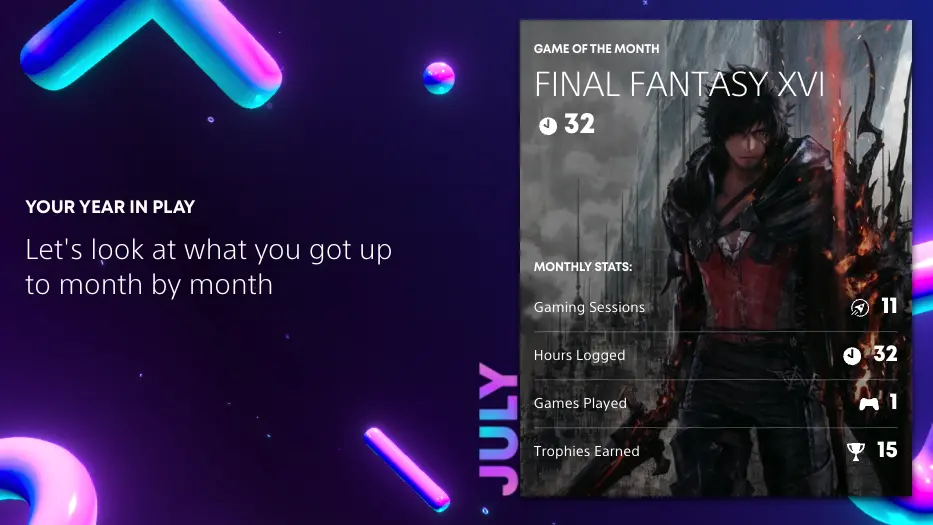 YOUR YEAR IN PLAY
Let's look at what you got up
to month by month
JULY
GAME OF THE MONTH
FINAL FANTASY XVI
32
MONTHLY STATS:
Gaming Sessions 11
Hours Logged 32
Games Played 1
Trophies Earned 15